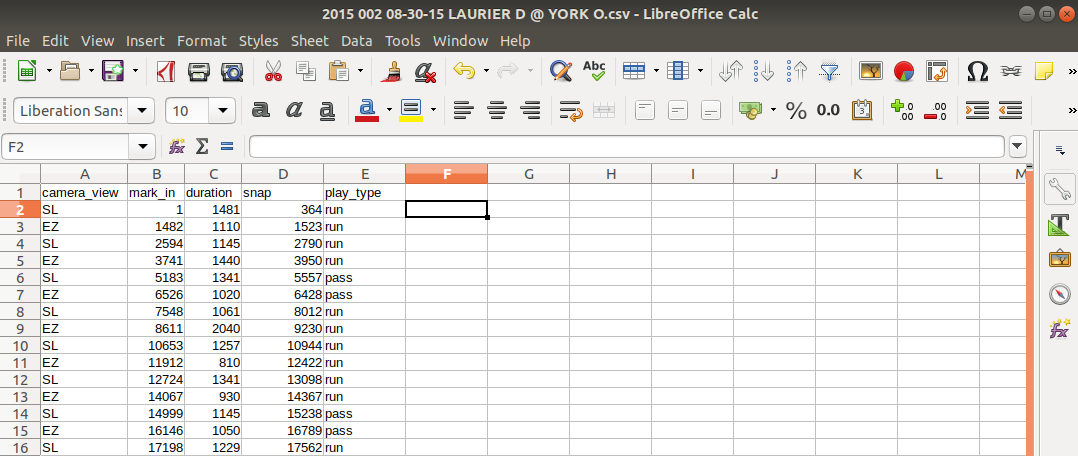 2015 002 08-30-15 LAURIER D @ YORK O.csv - LibreOffice Calc
File Edit View Insert Format Styles Sheet Data Tools Window Help
Abc
Liberation Sans 10 a a a a % 0.0 .00 .00
F2
A B C D E F G H I J K L M
1 camera_view mark_in duration snap play_type
2 SL 1 1481 364 run
3 EZ 1482 1110 1523 run
4 SL 2594 1145 2790 run
5 EZ 3741 1440 3950 run
6 SL 5183 1341 5557 pass
7 EZ 6526 1020 6428 pass
8 SL 7548 1061 8012 run
9 EZ 8611 2040 9230 run
10 SL 10653 1257 10944 run
11 EZ 11912 810 12422 run
12 SL 12724 1341 13098 run
13 EZ 14067 930 14367 run
14 SL 14999 1145 15238 pass
15 EZ 16146 1050 16789 pass
16 SL 17198 1229 17562 run